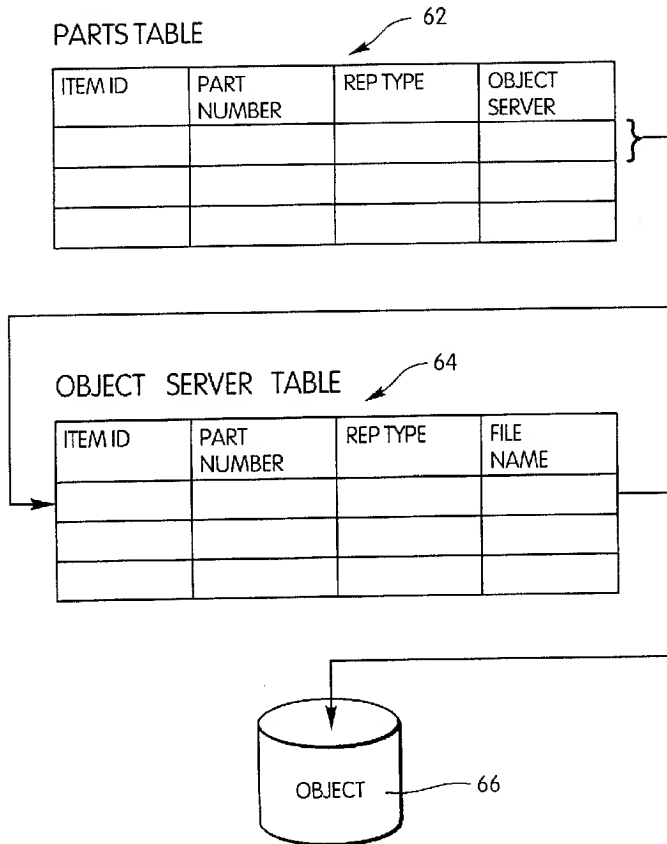 PARTS TABLE
62
ITEM ID PART NUMBER REP TYPE OBJECT SERVER
OBJECT SERVER TABLE
64
ITEM ID PART NUMBER REP TYPE FILE NAME
OBJECT
66